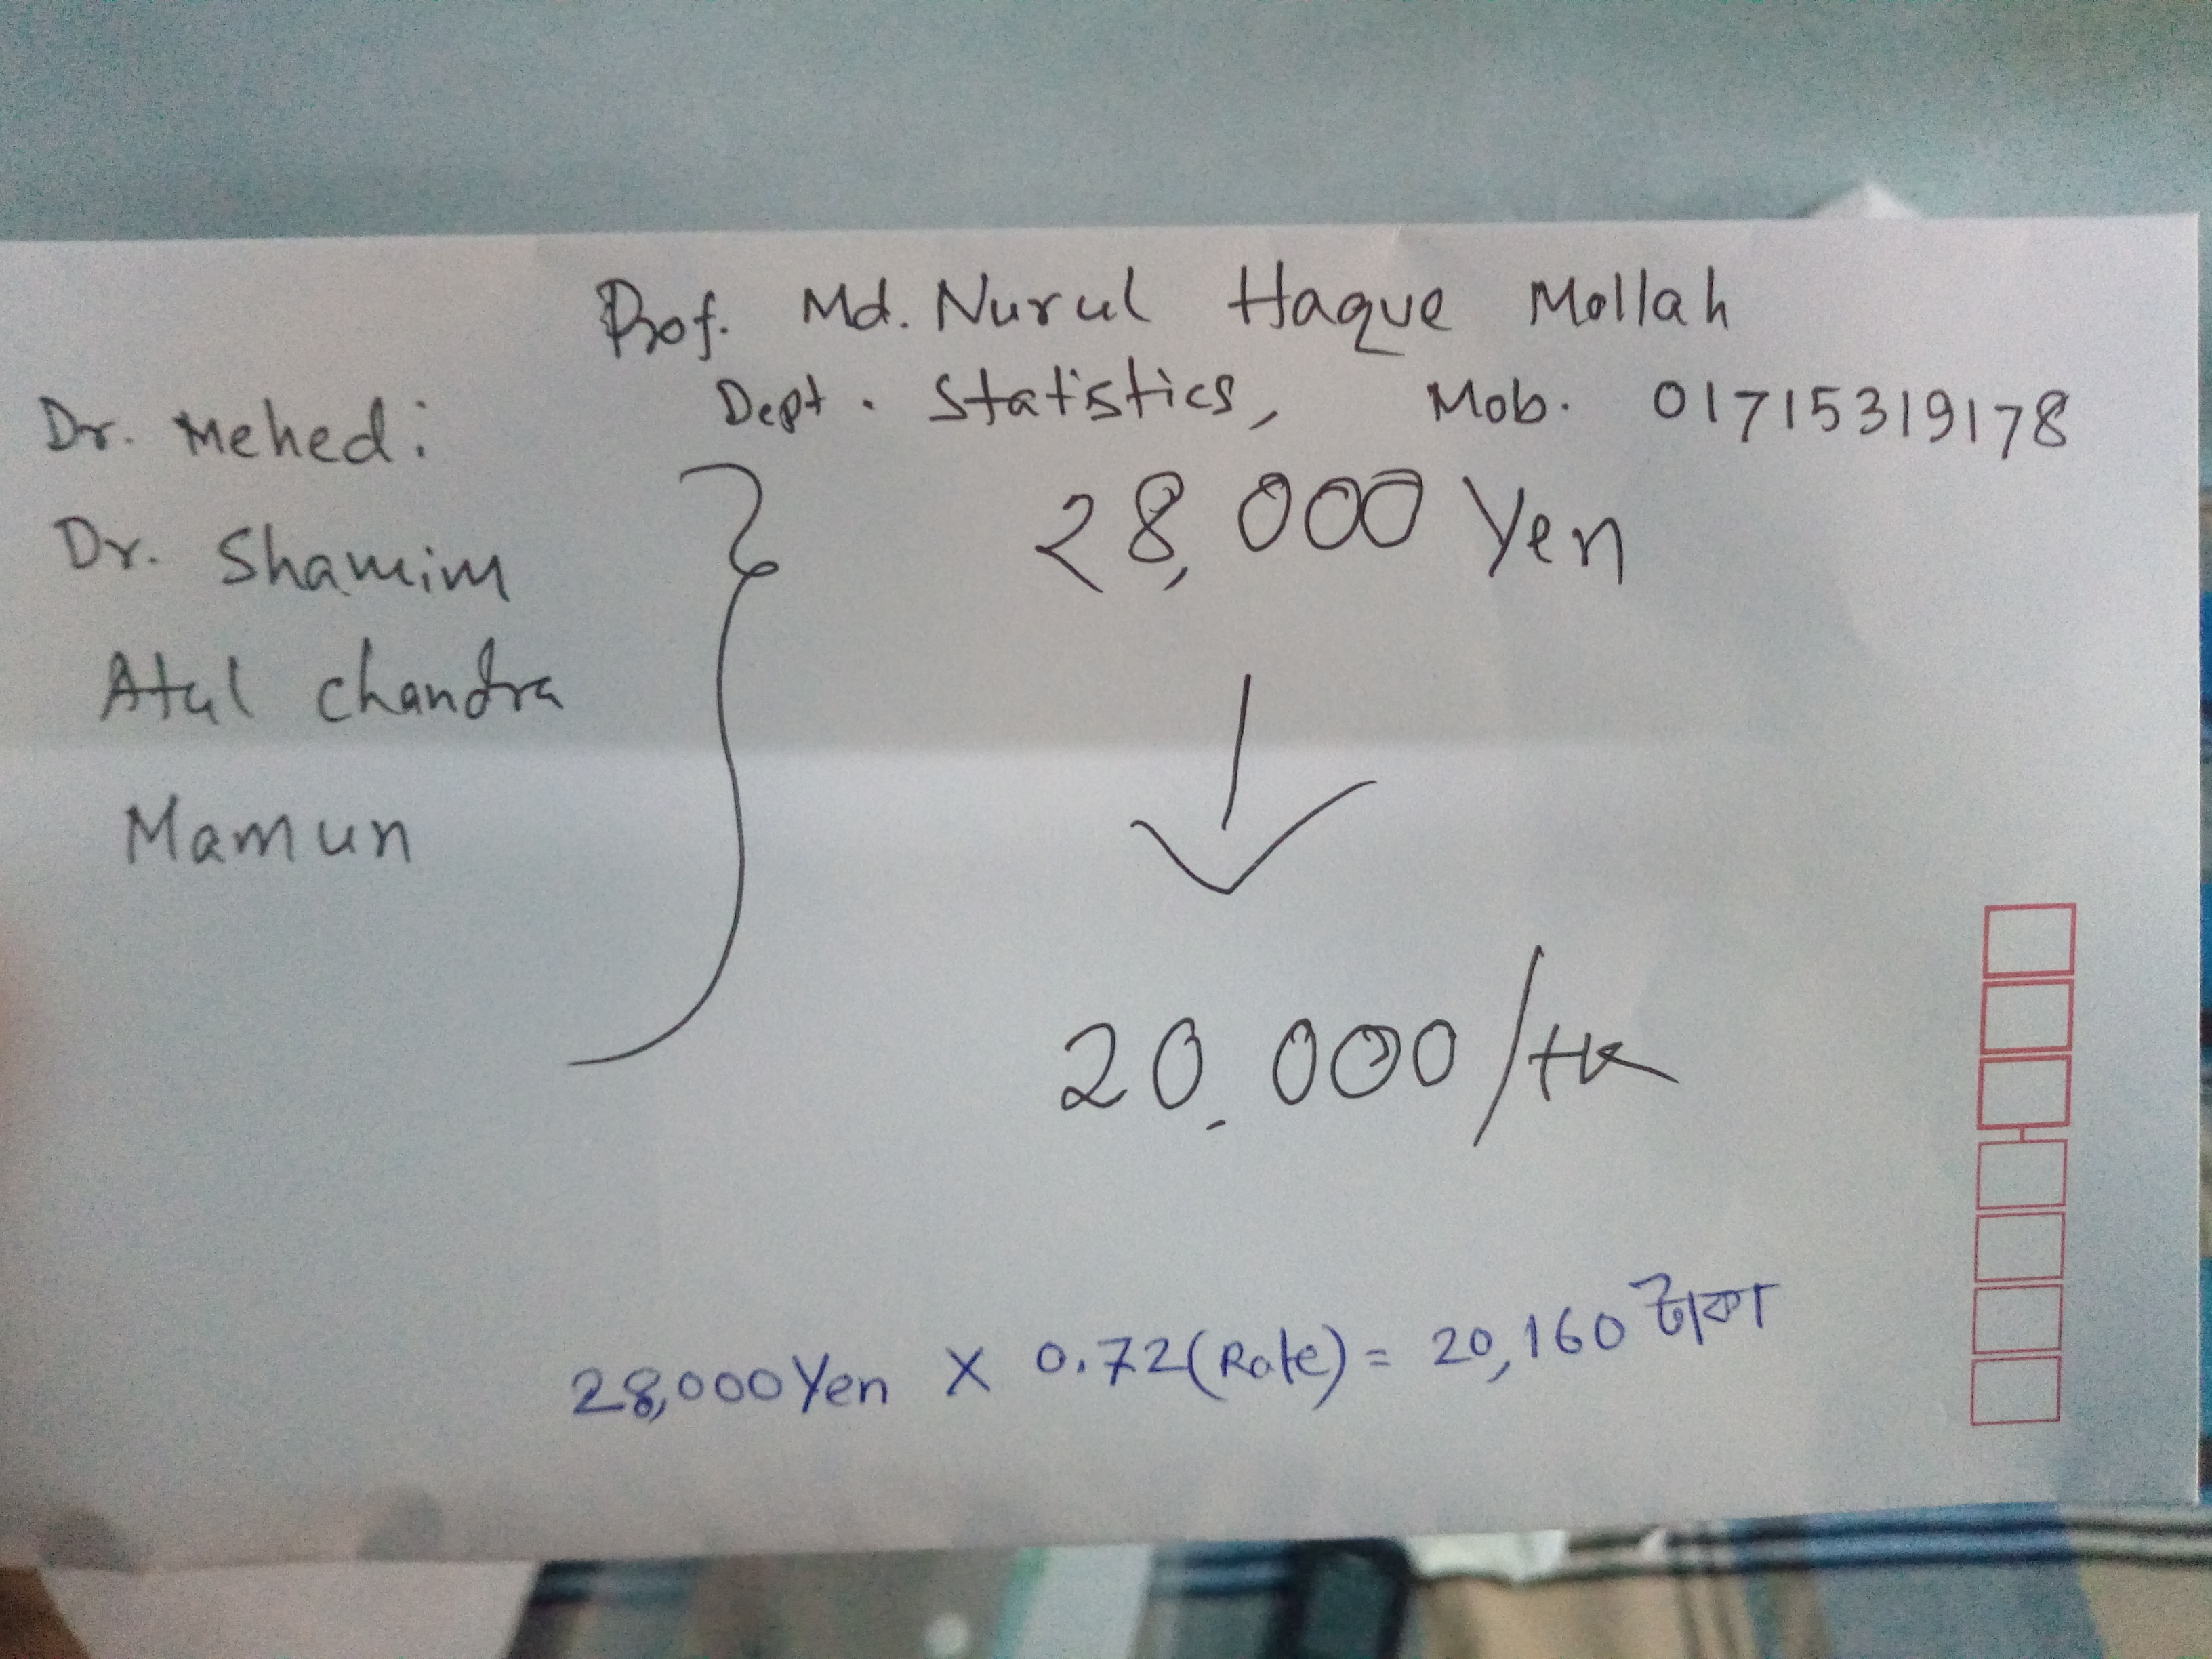 Prof. Md. Nurul Haque Mollah
Dept. Statistics, Mob. 01715319178
Dr. Mehedi
Dr. Shamim
Atul chandra
Mamun
28,000 Yen
20,000/tk
28,000 Yen X 0.72(Rate) = 20,160 টাকা